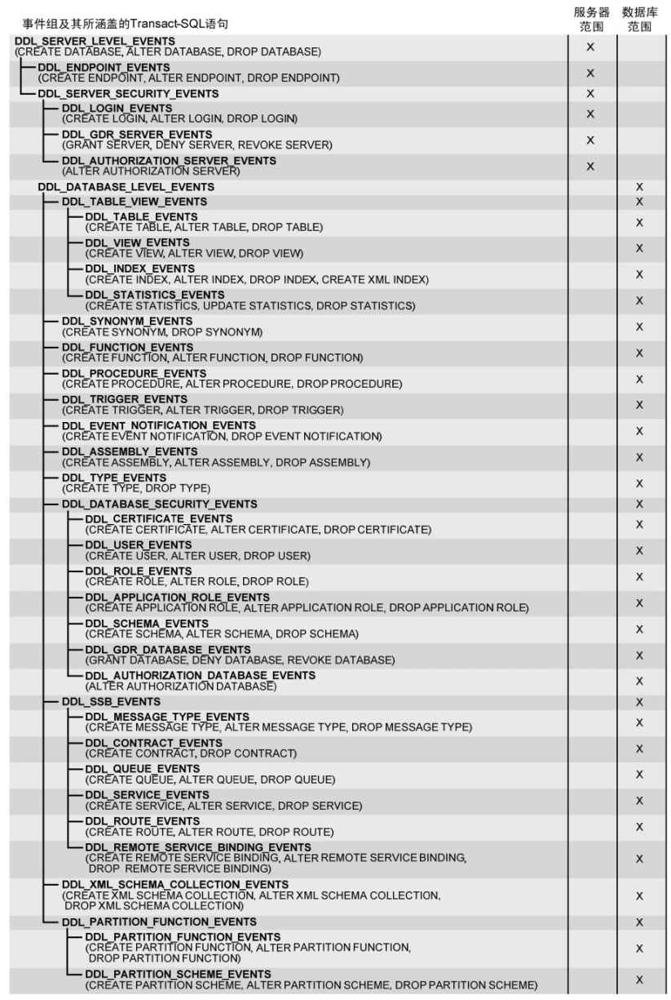 服务器 数据库
事件组及其所涵盖的Transact-SQL语句 范围 范围
DDL_SERVER_LEVEL_EVENTS
(CREATE DATABASE, ALTER DATABASE, DROP DATABASE) X
DDL_ENDPOINT_EVENTS
(CREATE ENDPOINT, ALTER ENDPOINT, DROP ENDPOINT) X
DDL_SERVER_SECURITY_EVENTS X
DDL_LOGIN_EVENTS
(CREATE LOGIN, ALTER LOGIN, DROP LOGIN) X
DDL_GDR_SERVER_EVENTS
(GRANT SERVER, DENY SERVER, REVOKE SERVER) X
DDL_AUTHORIZATION_SERVER_EVENTS
(ALTER AUTHORIZATION SERVER) X
DDL_DATABASE_LEVEL_EVENTS X
DDL_TABLE_VIEW_EVENTS X
DDL_TABLE_EVENTS
(CREATE TABLE, ALTER TABLE, DROP TABLE) X
DDL_VIEW_EVENTS
(CREATE VIEW, ALTER VIEW, DROP VIEW) X
DDL_INDEX_EVENTS
(CREATE INDEX, ALTER INDEX, DROP INDEX, CREATE XML INDEX) X
DDL_STATISTICS_EVENTS
(CREATE STATISTICS, UPDATE STATISTICS, DROP STATISTICS) X
DDL_SYNONYM_EVENTS
(CREATE SYNONYM, DROP SYNONYM) X
DDL_FUNCTION_EVENTS
(CREATE FUNCTION, ALTER FUNCTION, DROP FUNCTION) X
DDL_PROCEDURE_EVENTS
(CREATE PROCEDURE, ALTER PROCEDURE, DROP PROCEDURE) X
DDL_TRIGGER_EVENTS
(CREATE TRIGGER, ALTER TRIGGER, DROP TRIGGER) X
DDL_EVENT_NOTIFICATION_EVENTS
(CREATE EVENT NOTIFICATION, DROP EVENT NOTIFICATION) X
DDL_ASSEMBLY_EVENTS
(CREATE ASSEMBLY, ALTER ASSEMBLY, DROP ASSEMBLY) X
DDL_TYPE_EVENTS
(CREATE TYPE, DROP TYPE) X
DDL_DATABASE_SECURITY_EVENTS X
DDL_CERTIFICATE_EVENTS
(CREATE CERTIFICATE, ALTER CERTIFICATE, DROP CERTIFICATE) X
DDL_USER_EVENTS
(CREATE USER, ALTER USER, DROP USER) X
DDL_ROLE_EVENTS
(CREATE ROLE, ALTER ROLE, DROP ROLE) X
DDL_APPLICATION_ROLE_EVENTS
(CREATE APPLICATION ROLE, ALTER APPLICATION ROLE, DROP APPLICATION ROLE) X
DDL_SCHEMA_EVENTS
(CREATE SCHEMA, ALTER SCHEMA, DROP SCHEMA) X
DDL_GDR_DATABASE_EVENTS
(GRANT DATABASE, DENY DATABASE, REVOKE DATABASE) X
DDL_AUTHORIZATION_DATABASE_EVENTS
(ALTER AUTHORIZATION DATABASE) X
DDL_SSB_EVENTS X
DDL_MESSAGE_TYPE_EVENTS
(CREATE MESSAGE TYPE, ALTER MESSAGE TYPE, DROP MESSAGE TYPE) X
DDL_CONTRACT_EVENTS
(CREATE CONTRACT, DROP CONTRACT) X
DDL_QUEUE_EVENTS
(CREATE QUEUE, ALTER QUEUE, DROP QUEUE) X
DDL_SERVICE_EVENTS
(CREATE SERVICE, ALTER SERVICE, DROP SERVICE) X
DDL_ROUTE_EVENTS
(CREATE ROUTE, ALTER ROUTE, DROP ROUTE) X
DDL_REMOTE_SERVICE_BINDING_EVENTS
(CREATE REMOTE SERVICE BINDING, ALTER REMOTE SERVICE BINDING, X
DROP REMOTE SERVICE BINDING)
DDL_XML_SCHEMA_COLLECTION_EVENTS
(CREATE XML SCHEMA COLLECTION, ALTER XML SCHEMA COLLECTION, X
DROP XML SCHEMA COLLECTION)
DDL_PARTITION_FUNCTION_EVENTS X
DDL_PARTITION_FUNCTION_EVENTS
(CREATE PARTITION FUNCTION, ALTER PARTITION FUNCTION, X
DROP PARTITION FUNCTION)
DDL_PARTITION_SCHEME_EVENTS
(CREATE PARTITION SCHEME, ALTER PARTITION SCHEME, DROP PARTITION SCHEME) X